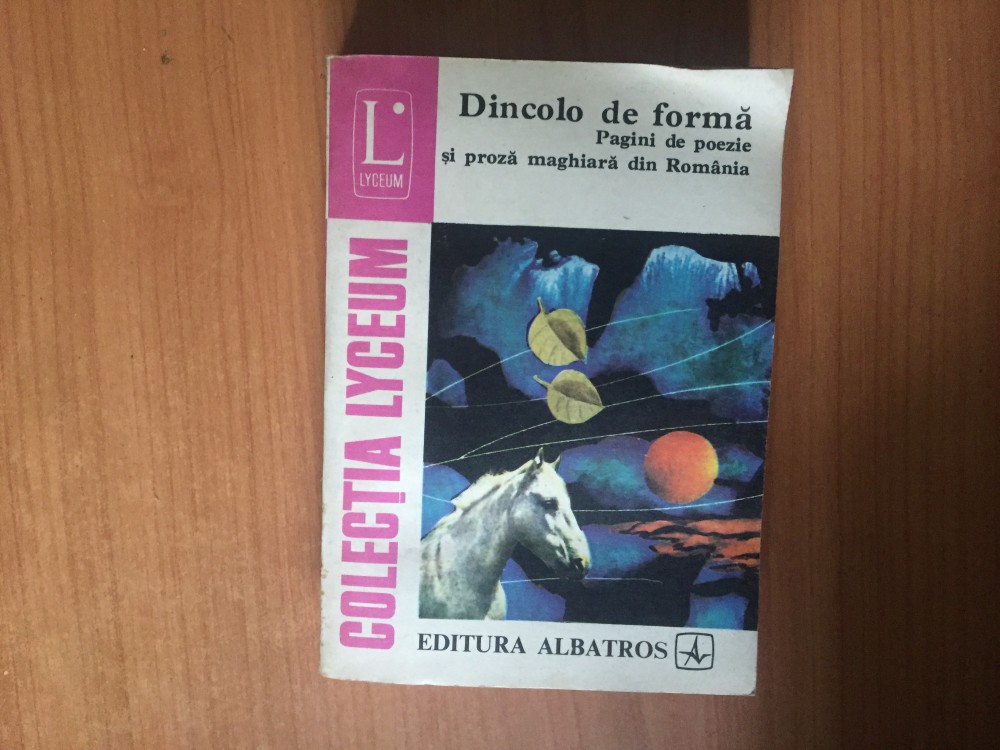 L
LYCEUM
Dincolo de formă
Pagini de poezie
și proză maghiară din România
COLECȚIA LYCEUM
EDITURA ALBATROS